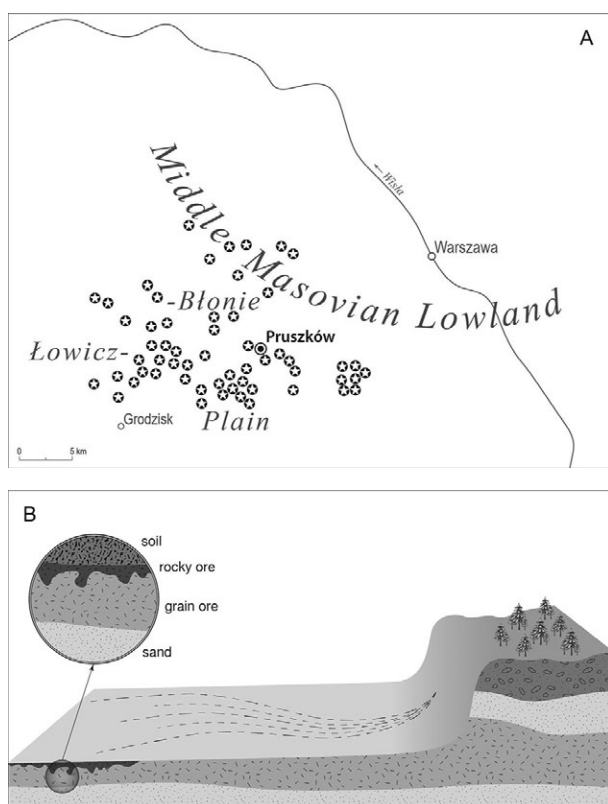 A
Middle
Masovian Lowland
← Wisła
Warszawa
-Błonie
Pruszków
Łowicz-
Grodzisk
Plain
0 5 km
B
soil
rocky ore
grain ore
sand